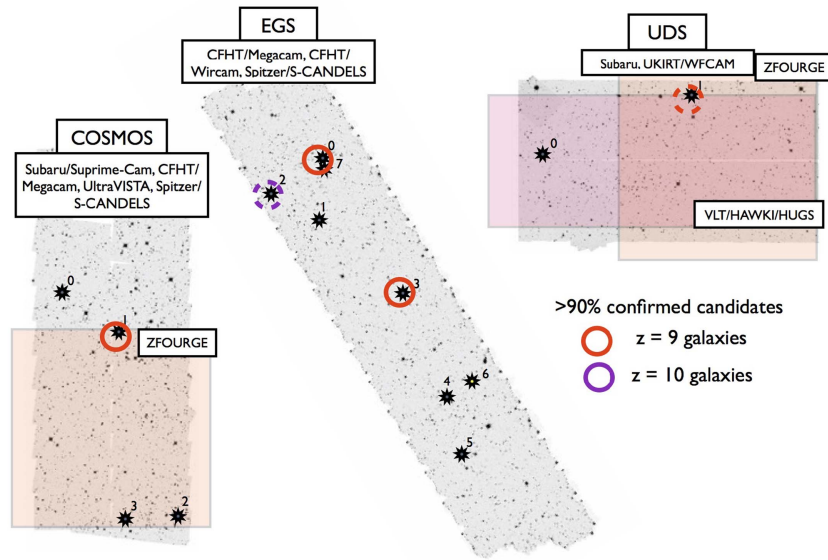 EGS
CFHT/Megacam, CFHT/
Wircam, Spitzer/S-CANDELS
UDS
Subaru, UKIRT/WFCAM
ZFOURGE
1
0
VLT/HAWKI/HUGS
COSMOS
Subaru/Suprime-Cam, CFHT/
Megacam, UltraVISTA, Spitzer/
S-CANDELS
0
7
2
1
3
6
4
5
0
1
ZFOURGE
3
2
>90% confirmed candidates
z = 9 galaxies
z = 10 galaxies